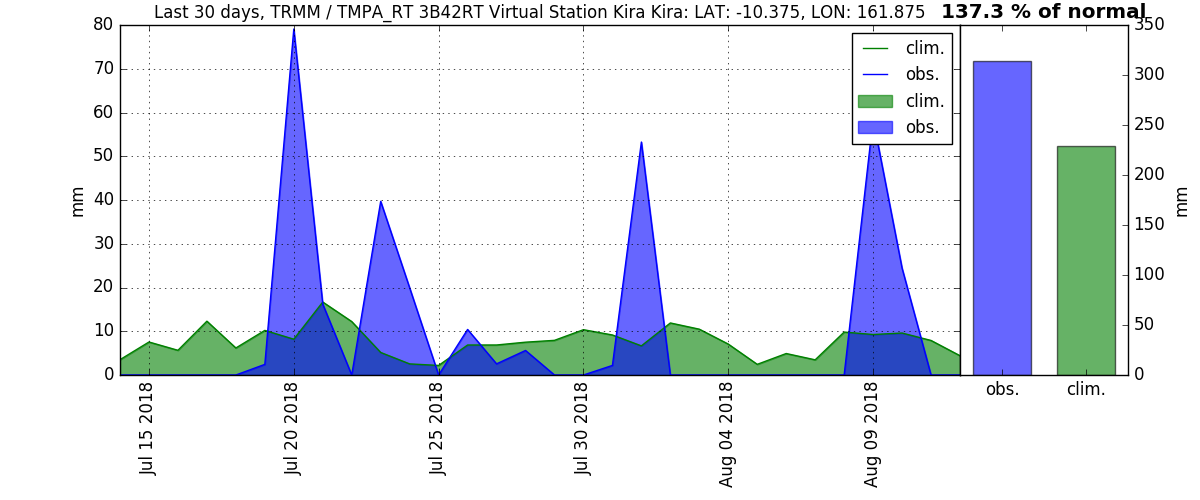 Last 30 days, TRMM / TMPA_RT 3B42RT Virtual Station Kira Kira: LAT: -10.375, LON: 161.875 137.3 % of normal
80
70
60
50
40
30
20
10
0
mm
clim.
obs.
clim.
obs.
Jul 15 2018
Jul 20 2018
Jul 25 2018
Jul 30 2018
Aug 04 2018
Aug 09 2018
350
300
250
200
150
100
50
0
mm
obs.
clim.